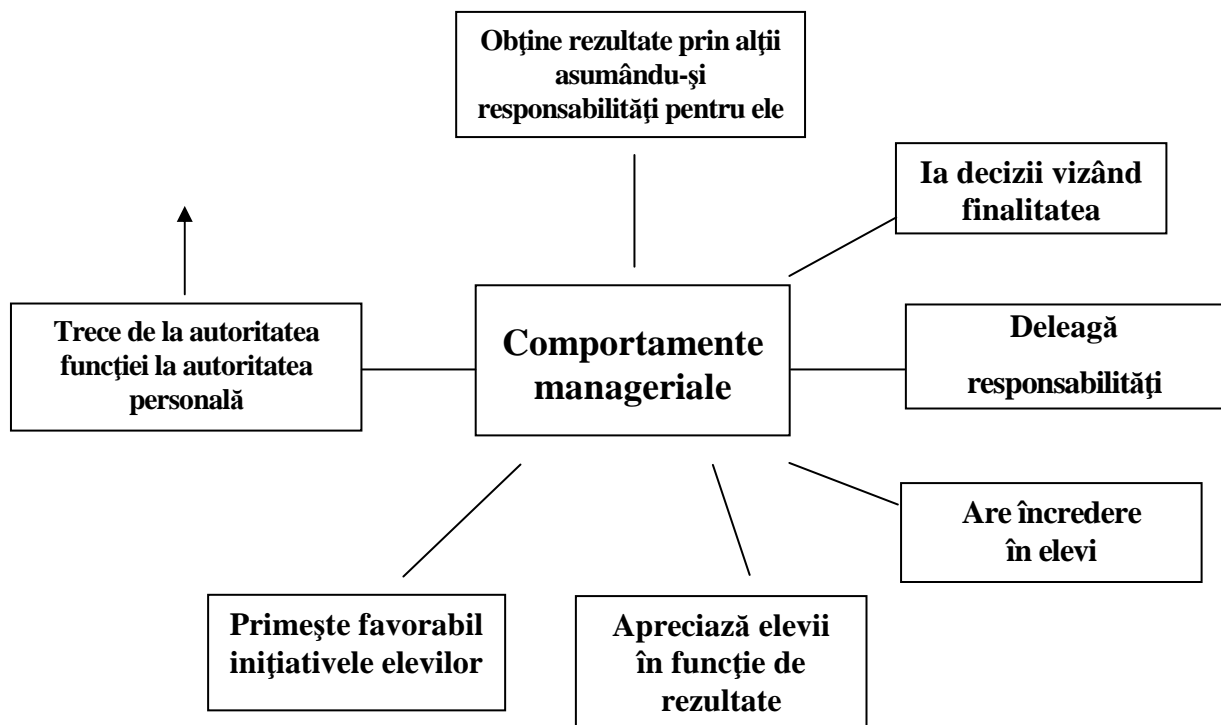 Obţine rezultate prin alţii
asumându-şi
responsabilităţi pentru ele
Ia decizii vizând
finalitatea
Trece de la autoritatea
funcţiei la autoritatea
personală
Comportamente
manageriale
Deleagă
responsabilităţi
Are încredere
în elevi
Primeşte favorabil
iniţiativele elevilor
Apreciază elevii
în funcţie de
rezultate